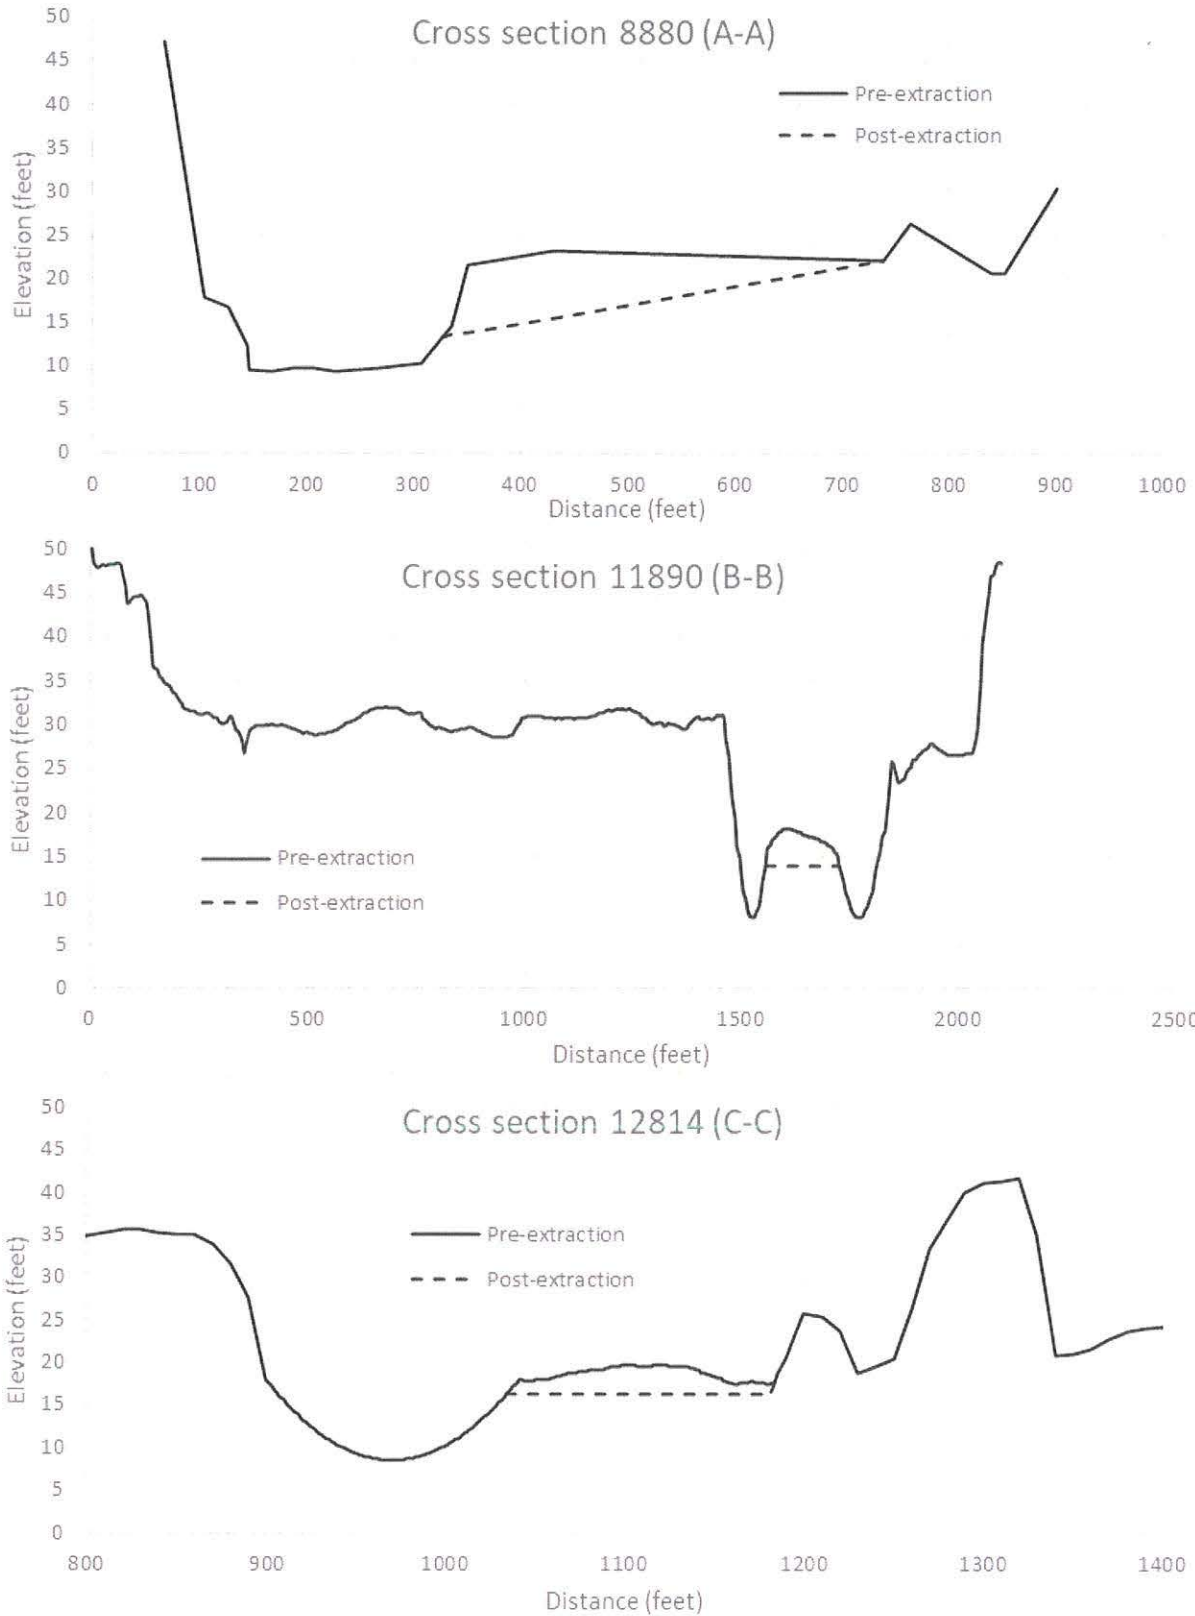 Cross section 8880 (A-A)
50
45
40
35
30
25
20
15
10
5
0
Elevation (feet)
Pre-extraction
Post-extraction
0 100 200 300 400 500 600 700 800 900 1000
Distance (feet)
Cross section 11890 (B-B)
50
45
40
35
30
25
20
15
10
5
0
Elevation (feet)
Pre-extraction
Post-extraction
0 500 1000 1500 2000 2500
Distance (feet)
Cross section 12814 (C-C)
50
45
40
35
30
25
20
15
10
5
0
Elevation (feet)
Pre-extraction
Post-extraction
800 900 1000 1100 1200 1300 1400
Distance (feet)